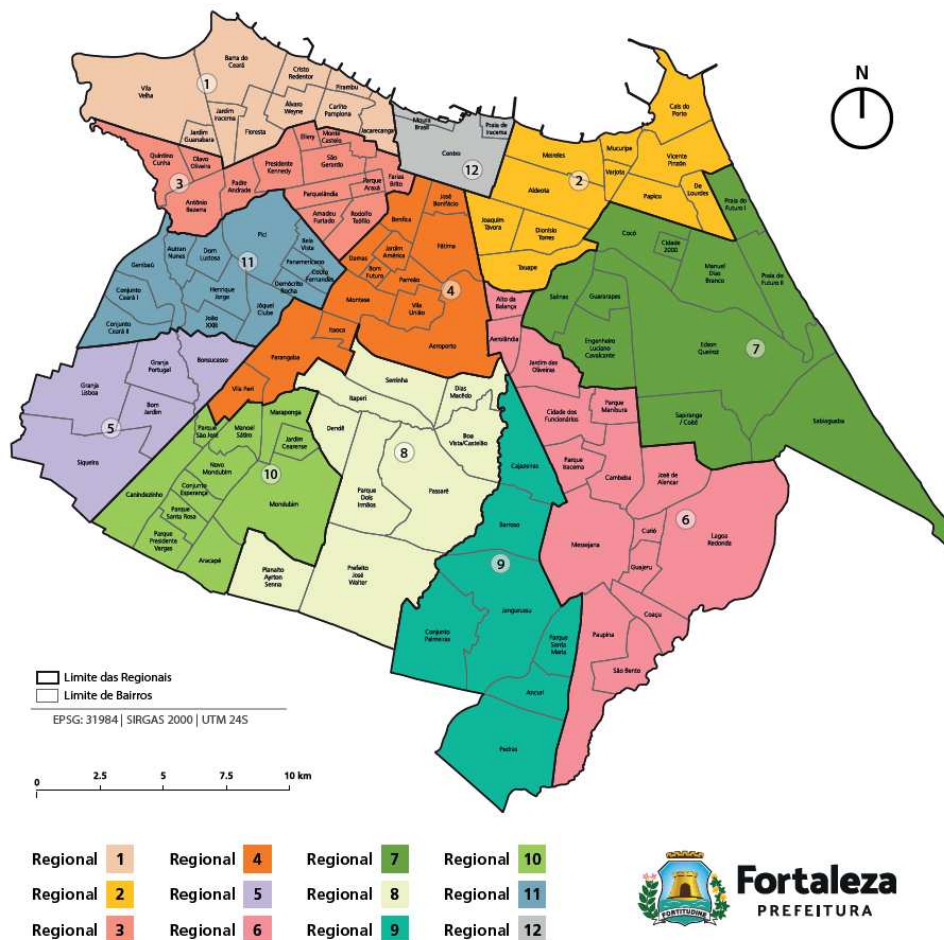 N
Vila
Velha
Barra do
Ceará
1
Cristo
Redentor
Pirambu
Jardim
Iracema
Álvaro
Weyne
Carlito
Pamplona
Jardim
Guanabara
Floresta
Jacarecanga
Moura
Brasil
Praia de
Iracema
Centro
12
Cais do
Porto
Meireles
Mucuripe
Varjota
Vicente
Pinzón
2
Aldeota
Papicu
De
Lourdes
Joaquim
Távora
Dionísio
Torres
Tauape
Quintino
Cunha
Olavo
Oliveira
3
Antônio
Bezerra
Padre
Andrade
Presidente
Kennedy
Ellery
Monte
Castelo
São
Gerardo
Parquelândia
Parque
Araxá
Farias
Brito
Amadeu
Furtado
Rodolfo
Teófilo
José
Bonifácio
Benfica
Fátima
Jardim
América
Damas
Bom
Futuro
Parreão
4
Montese
Vila
União
Itaoca
Aeroporto
Parangaba
Vila Peri
Autran
Nunes
Dom
Lustosa
Pici
Bela
Vista
Genibaú
11
Panamericano
Couto
Fernandes
Conjunto
Ceará I
Henrique
Jorge
Demócrito
Rocha
João
XXIII
Jóquei
Clube
Conjunto
Ceará II
Praia do
Futuro I
Cocó
Cidade
2000
Manuel
Dias
Branco
Praia do
Futuro II
Salinas
Guararapes
Engenheiro
Luciano
Cavalcante
Edson
Queiroz
7
Sapiranga
/ Coité
Sabiaguaba
Alto da
Balança
Aerolândia
Jardim das
Oliveiras
Cidade dos
Funcionários
Parque
Manibura
Parque
Iracema
Cambeba
José de
Alencar
Messejana
Curió
6
Lagoa
Redonda
Guajeru
Paupina
Coaçu
São Bento
Granja
Lisboa
Granja
Portugal
Bonsucesso
Bom
Jardim
5
Siqueira
Serrinha
Itaperi
Dias
Macêdo
Dendê
Boa
Vista/Castelão
8
Parque
Dois
Irmãos
Passaré
Planalto
Ayrton
Senna
Prefeito
José
Walter
Parque
São José
Manoel
Sátiro
Maraponga
Jardim
Cearense
Novo
Mondubim
Canindezinho
Conjunto
Esperança
10
Mondubim
Parque
Santa Rosa
Parque
Presidente
Vargas
Aracapé
Cajazeiras
Barroso
9
Jangurussu
Conjunto
Palmeiras
Parque
Santa
Maria
Ancuri
Pedras
Limite das Regionais
Limite de Bairros
EPSG: 31984 | SIRGAS 2000 | UTM 24S
0 2.5 5 7.5 10 km
Regional 1 Regional 4 Regional 7 Regional 10
Regional 2 Regional 5 Regional 8 Regional 11
Regional 3 Regional 6 Regional 9 Regional 12
FORTITUDINE
Fortaleza
PREFEITURA